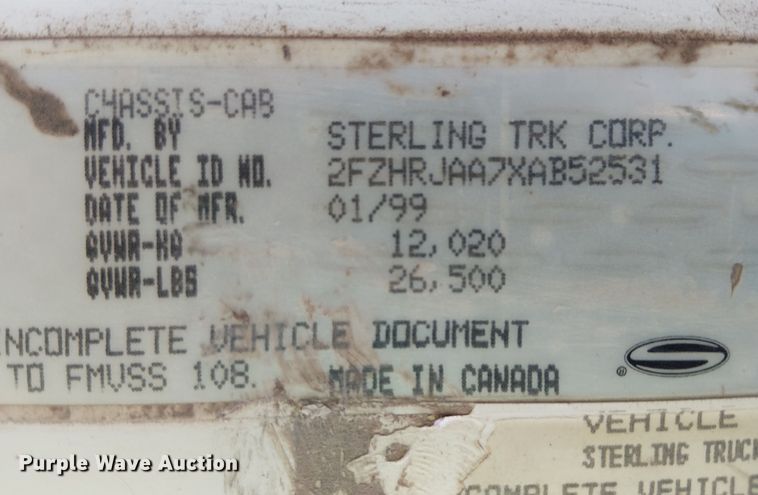 CHASSIS-CAB
MFD. BY STERLING TRK CORP.
VEHICLE ID NO. 2FZHRJAA7XAB52531
DATE OF MFR. 01/99
GVWR-KG 12,020
GVWR-LBS 26,500
INCOMPLETE VEHICLE DOCUMENT
TO FMVSS 108. MADE IN CANADA
®
VEHICLE
STERLING TRUCK
COMPLETE VEHICLE
Purple Wave Auction